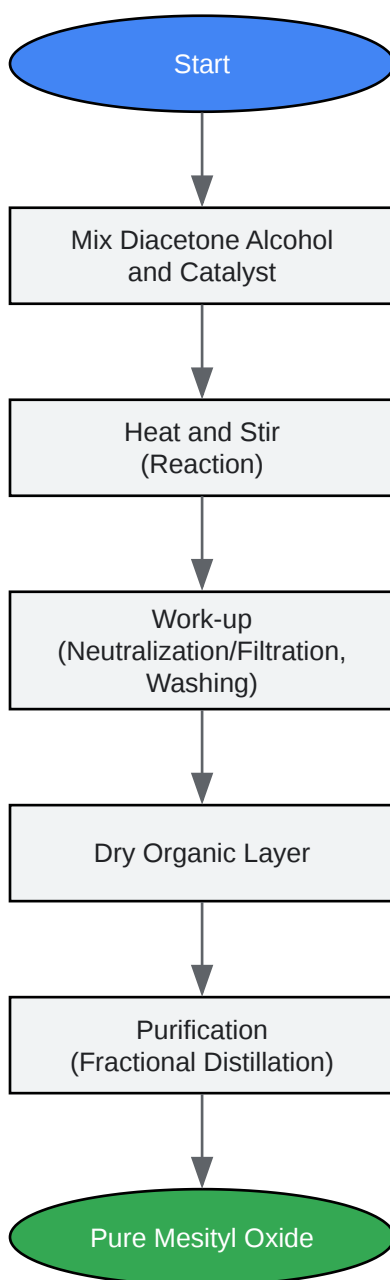 Start
Mix Diacetone Alcohol
and Catalyst
Heat and Stir
(Reaction)
Work-up
(Neutralization/Filtration,
Washing)
Dry Organic Layer
Purification
(Fractional Distillation)
Pure Mesityl Oxide